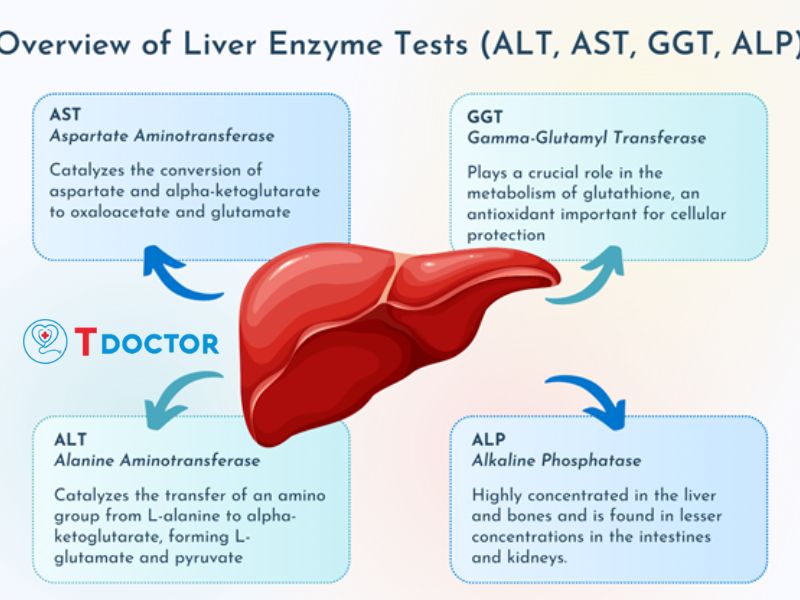 Overview of Liver Enzyme Tests (ALT, AST, GGT, ALP)
AST
Aspartate Aminotransferase
Catalyzes the conversion of
aspartate and alpha-ketoglutarate
to oxaloacetate and glutamate
GGT
Gamma-Glutamyl Transferase
Plays a crucial role in the
metabolism of glutathione, an
antioxidant important for cellular
protection
T DOCTOR
ALT
Alanine Aminotransferase
Catalyzes the transfer of an amino
group from L-alanine to alpha-
ketoglutarate, forming L-
glutamate and pyruvate
ALP
Alkaline Phosphatase
Highly concentrated in the liver
and bones and is found in lesser
concentrations in the intestines
and kidneys.